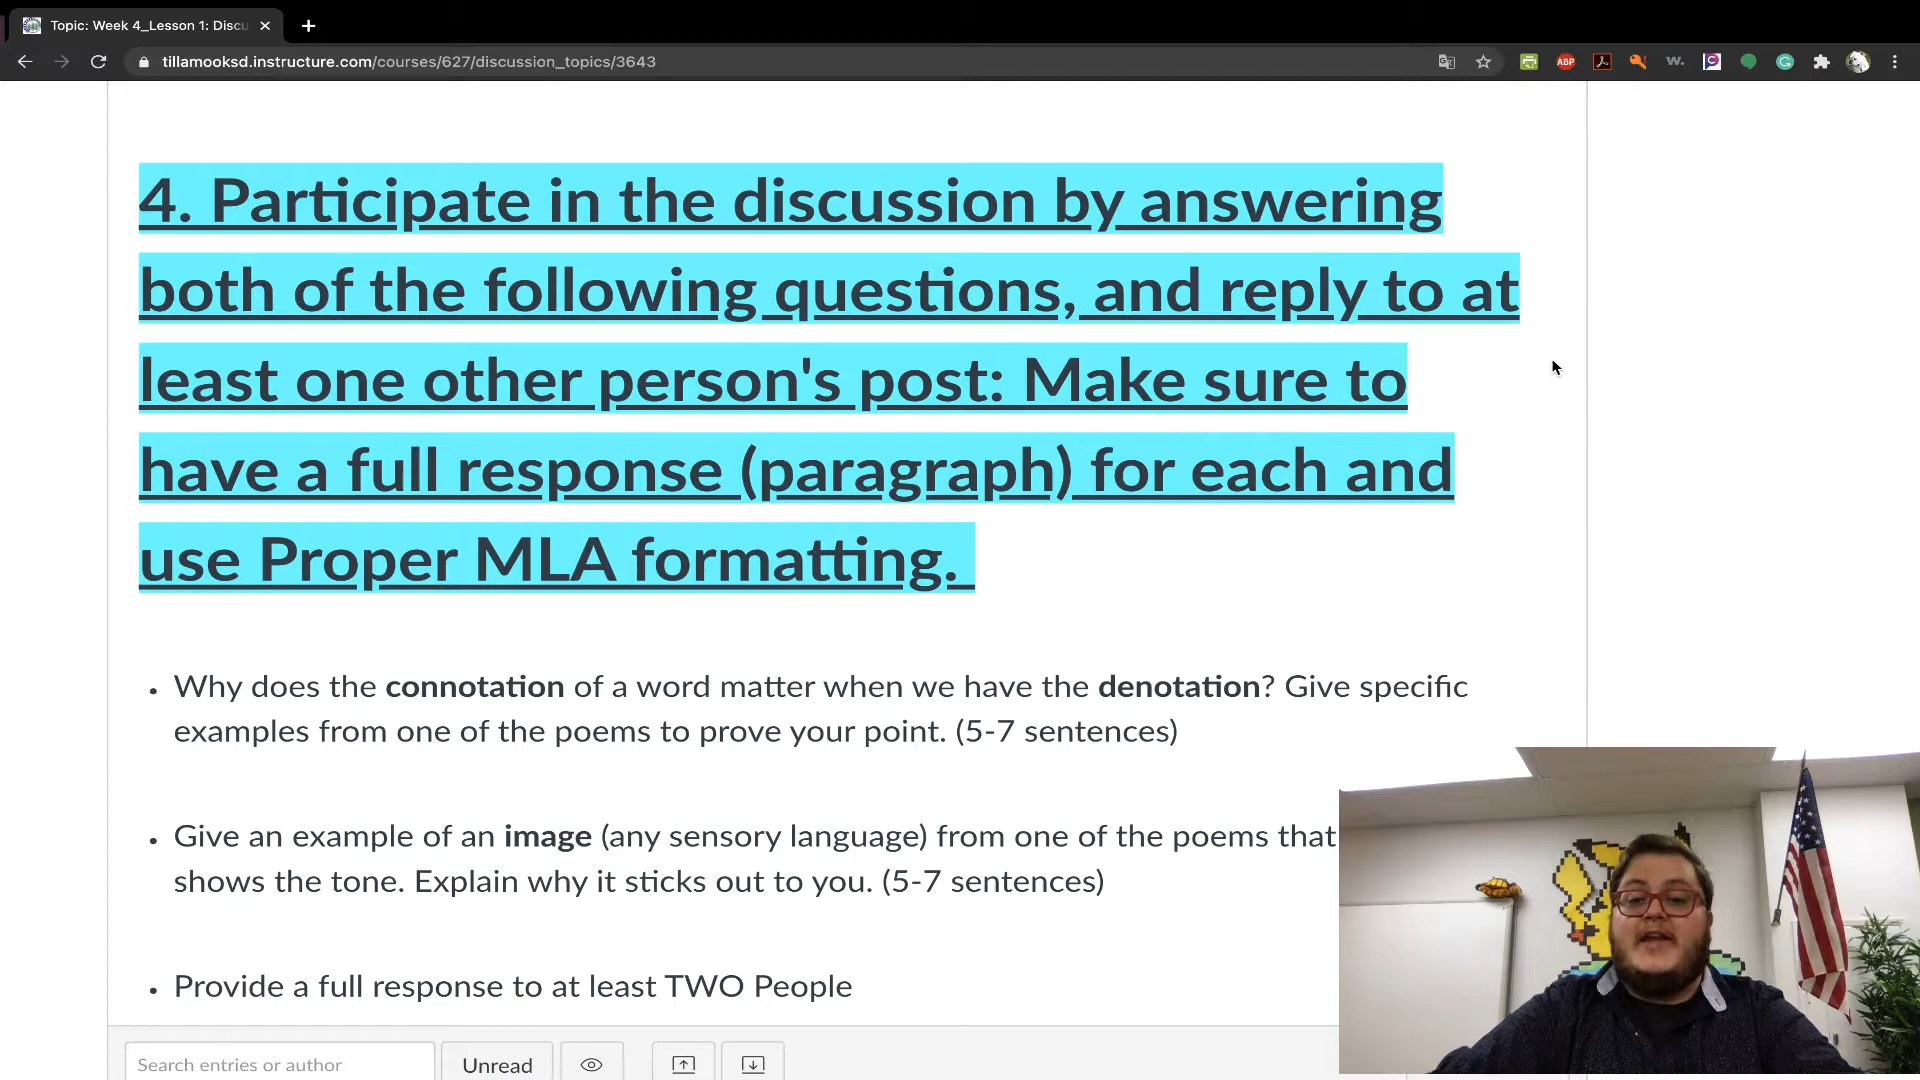 Topic: Week 4_Lesson 1: Discu
tillamooksd.instructure.com/courses/627/discussion_topics/3643
ABP
w.
4. Participate in the discussion by answering
both of the following questions, and reply to at
least one other person's post: Make sure to
have a full response (paragraph) for each and
use Proper MLA formatting.
• Why does the connotation of a word matter when we have the denotation? Give specific
examples from one of the poems to prove your point. (5-7 sentences)
• Give an example of an image (any sensory language) from one of the poems that
shows the tone. Explain why it sticks out to you. (5-7 sentences)
• Provide a full response to at least TWO People
Search entries or author
Unread